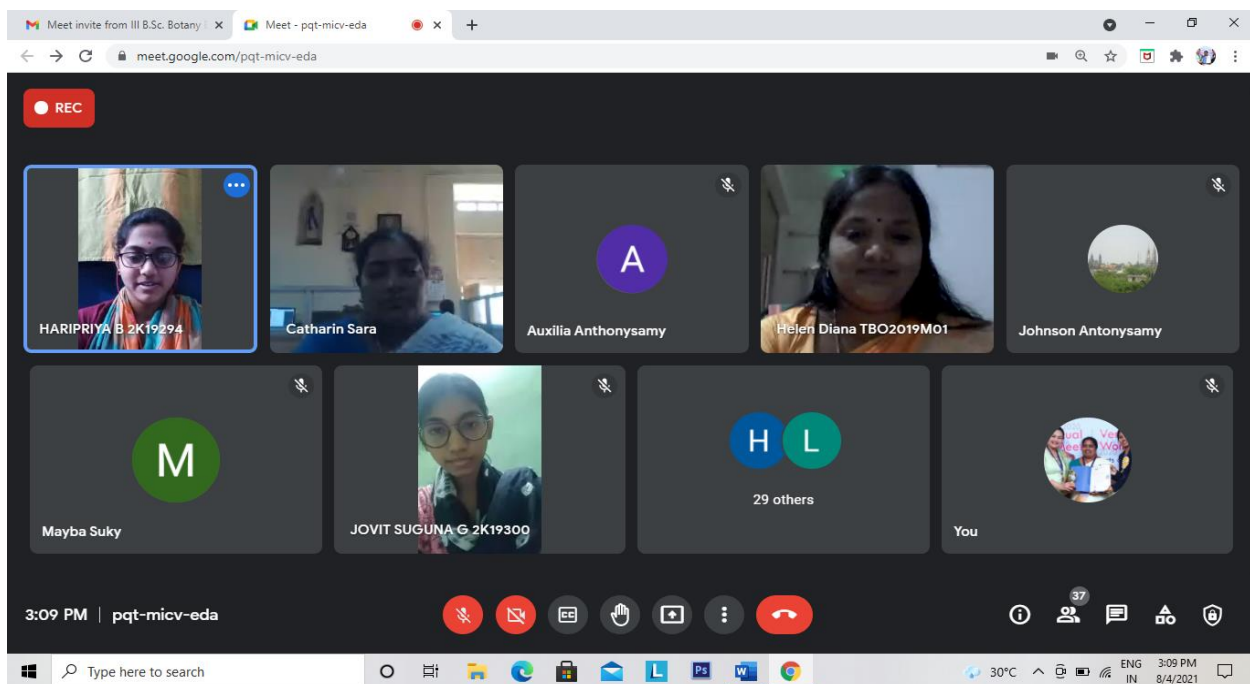 Meet invite from III B.Sc. Botany
Meet - pqt-micv-eda
meet.google.com/pqt-micv-eda
REC
HARIPRIYA B 2K19294
Catharin Sara
A
Auxilia Anthonysamy
Helen Diana TBO2019M01
Johnson Antonysamy
M
Mayba Suky
JOVIT SUGUNA G 2K19300
H L
29 others
You
3:09 PM | pqt-micv-eda
CC
37
Type here to search
L
Ps
W
30°C
ENG
IN
3:09 PM
8/4/2021